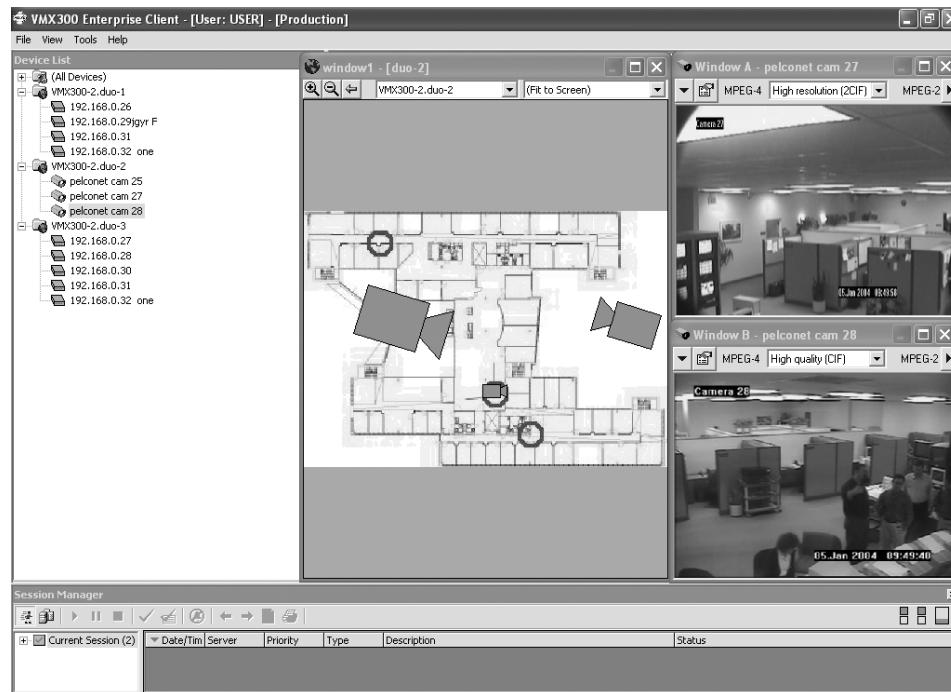 VMX300 Enterprise Client - [User: USER] - [Production]
File View Tools Help
Device List
(All Devices)
VMX300-2.duo-1
192.168.0.26
192.168.0.29jgyr F
192.168.0.31
192.168.0.32 one
VMX300-2.duo-2
pelconet cam 25
pelconet cam 27
pelconet cam 28
VMX300-2.duo-3
192.168.0.27
192.168.0.28
192.168.0.30
192.168.0.31
192.168.0.32 one
window1 - [duo-2]
VMX300-2.duo-2 (Fit to Screen)
Window A - pelconet cam 27
MPEG-4 High resolution (2CIF) MPEG-2
Camera 27
05.Jan 2004 09:49:50
Window B - pelconet cam 28
MPEG-4 High quality (CIF) MPEG-2
Camera 28
05.Jan 2004 09:49:40
Session Manager
Current Session (2)
Date/Tim Server Priority Type Description Status